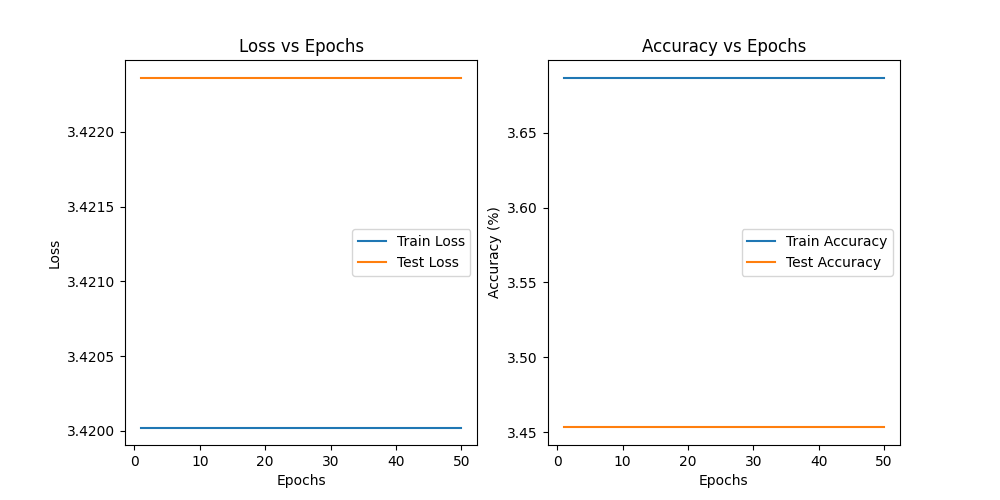 Loss vs Epochs
3.4220
3.4215
3.4210
3.4205
3.4200
Loss
Train Loss
Test Loss
0 10 20 30 40 50
Epochs
Accuracy vs Epochs
3.65
3.60
3.55
3.50
3.45
Accuracy (%)
Train Accuracy
Test Accuracy
0 10 20 30 40 50
Epochs